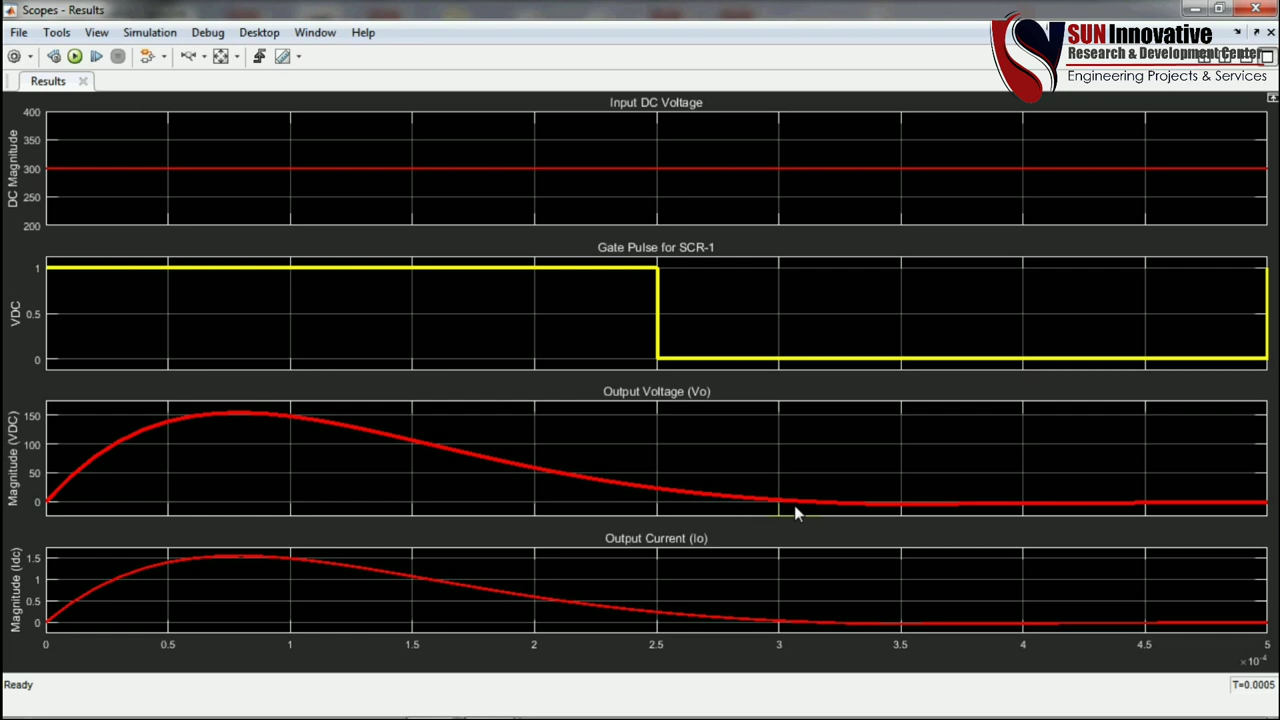 Scopes - Results
File Tools View Simulation Debug Desktop Window Help
SUN Innovative
Research & Development Center
Engineering Projects & Services
Results
Input DC Voltage
DC Magnitude
400
350
300
250
200
Gate Pulse for SCR-1
VDC
1
0.5
0
Output Voltage (Vo)
Magnitude (VDC)
150
100
50
0
Output Current (Io)
Magnitude (Idc)
1.5
1
0.5
0
0 0.5 1 1.5 2 2.5 3 3.5 4 4.5 5
×10⁻⁴
Ready T=0.0005